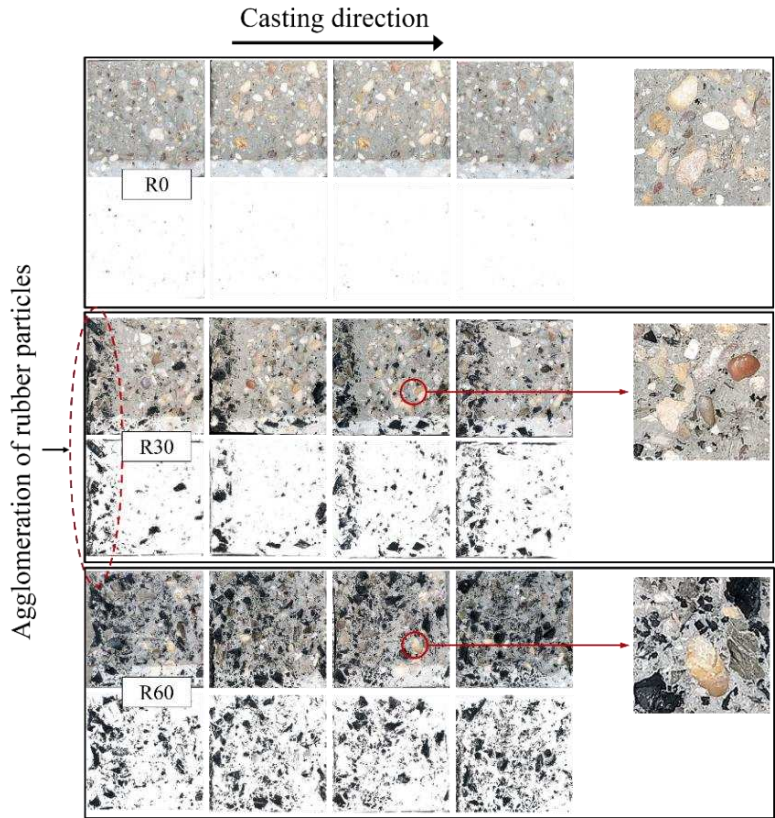 Casting direction
R0
Agglomeration of rubber particles
R30
R60